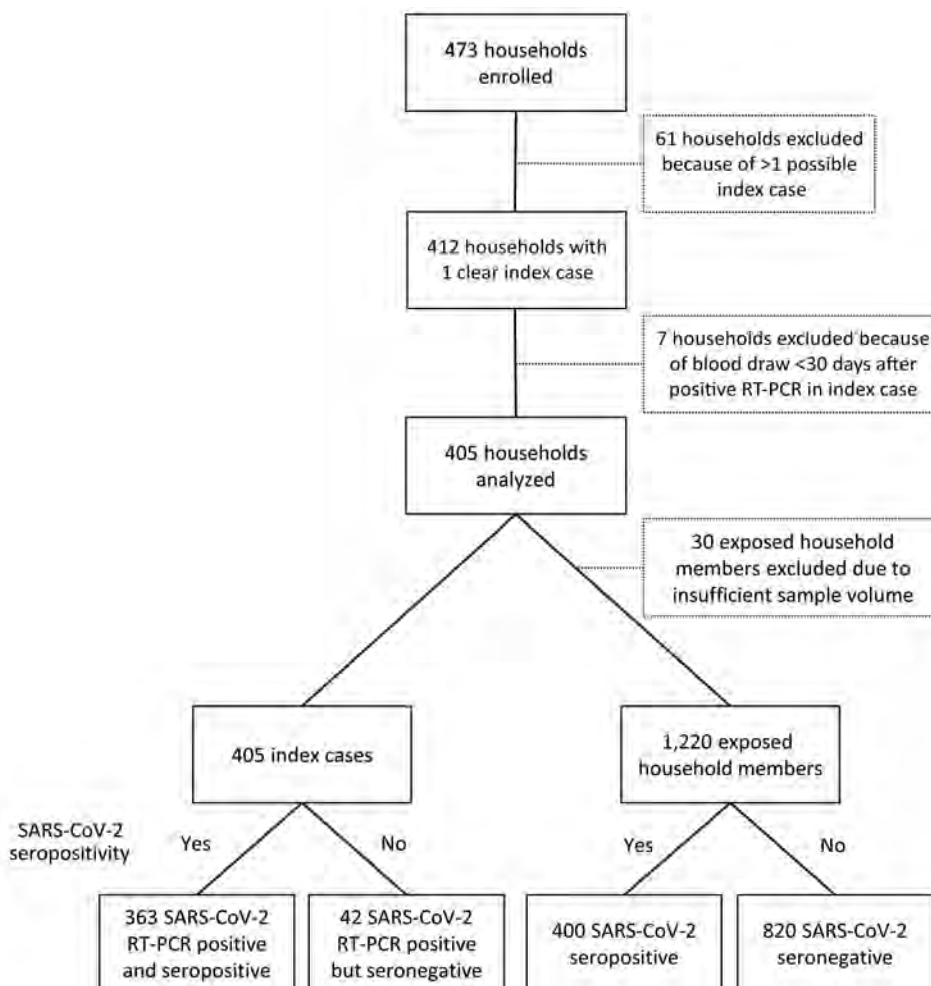 473 households
enrolled
61 households excluded
because of >1 possible
index case
412 households with
1 clear index case
7 households excluded because
of blood draw <30 days after
positive RT-PCR in index case
405 households
analyzed
30 exposed household
members excluded due to
insufficient sample volume
405 index cases
1,220 exposed
household members
SARS-CoV-2
seropositivity
Yes
No
Yes
No
363 SARS-CoV-2
RT-PCR positive
and seropositive
42 SARS-CoV-2
RT-PCR positive
but seronegative
400 SARS-CoV-2
seropositive
820 SARS-CoV-2
seronegative